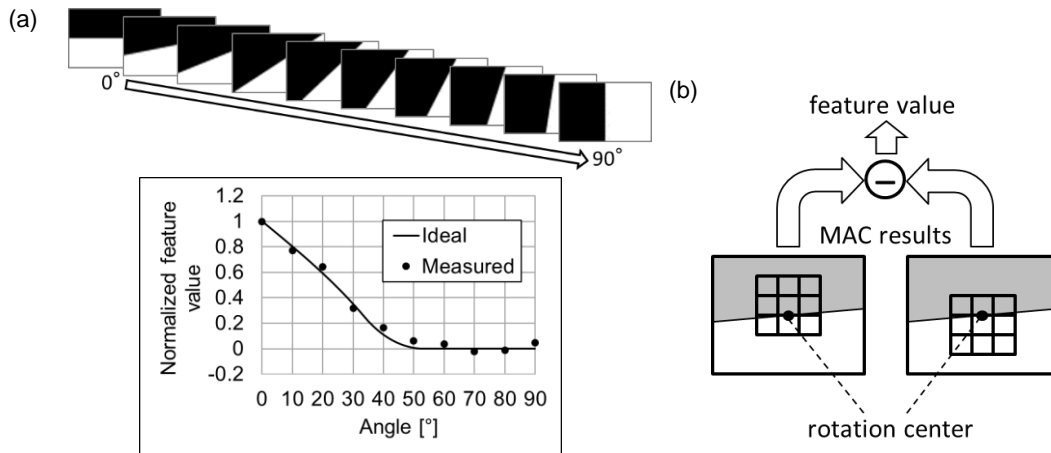 (a)
0°
90°
Normalized feature
value
1.2
1
0.8
0.6
0.4
0.2
0
-0.2
Ideal
Measured
0 10 20 30 40 50 60 70 80 90
Angle [°]
(b)
feature value
−
MAC results
rotation center